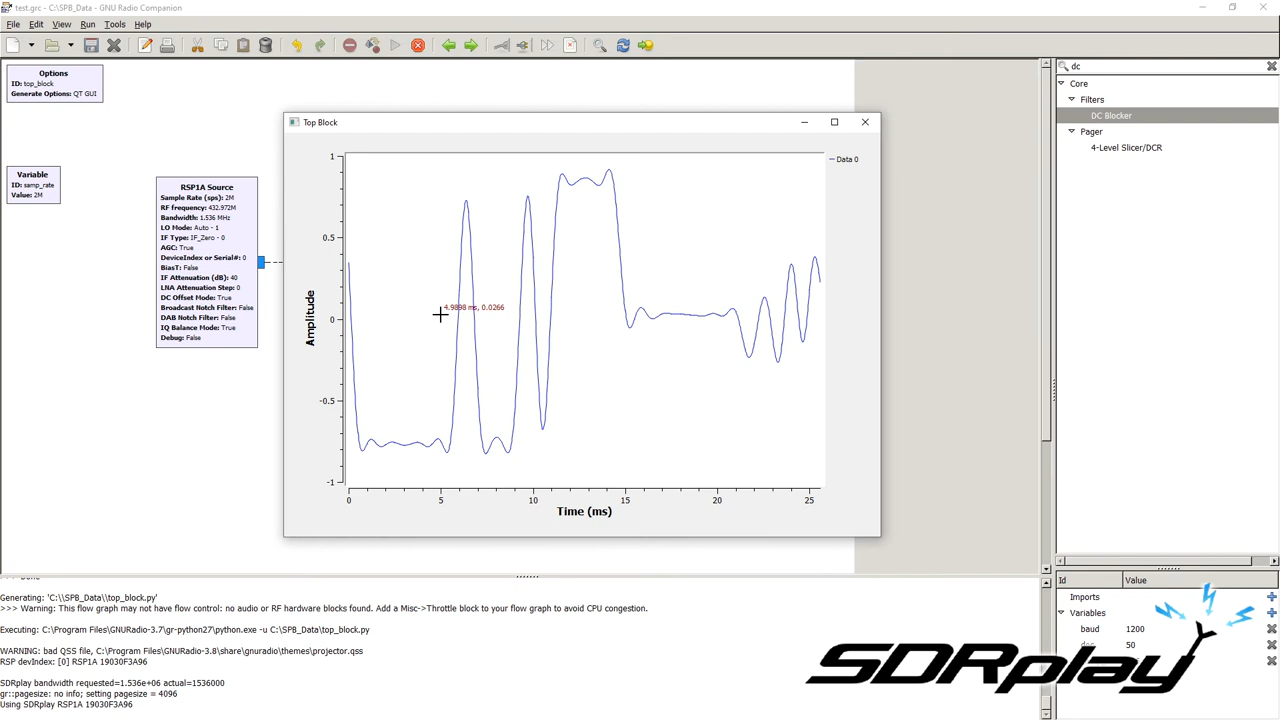 test.grc - C:\SPB_Data - GNU Radio Companion
File Edit View Run Tools Help
Options
ID: top_block
Generate Options: QT GUI
Variable
ID: samp_rate
Value: 2M
RSP1A Source
Sample Rate (sps): 2M
RF frequency: 432.972M
Bandwidth: 1.536 MHz
LO Mode: Auto - 1
IF Type: IF_Zero - 0
AGC: True
DeviceIndex or Serial#: 0
BiasT: False
IF Attenuation (dB): 40
LNA Attenuation Step: 0
DC Offset Mode: True
Broadcast Notch Filter: False
DAB Notch Filter: False
IQ Balance Mode: True
Debug: False
Top Block
Data 0
1
0.5
0
-0.5
-1
Amplitude
4.9898 ms, 0.0266
0 5 10 15 20 25
Time (ms)
dc
Core
Filters
DC Blocker
Pager
4-Level Slicer/DCR
>>> Done
Generating: 'C:\\SPB_Data\\top_block.py'
>>> Warning: This flow graph may not have flow control: no audio or RF hardware blocks found. Add a Misc->Throttle block to your flow graph to avoid CPU congestion.
Executing: C:\Program Files\GNURadio-3.7\gr-python27\python.exe -u C:\SPB_Data\top_block.py
WARNING: bad QSS file, C:\Program Files\GNURadio-3.8\share\gnuradio\themes\projector.qss
RSP devIndex: [0] RSP1A 19030F3A96
SDRplay bandwidth requested=1.536e+06 actual=1536000
gr::pagesize: no info; setting pagesize = 4096
Using SDRplay RSP1A 19030F3A96
Id Value
Imports
Variables
baud 1200
50
SDRplay